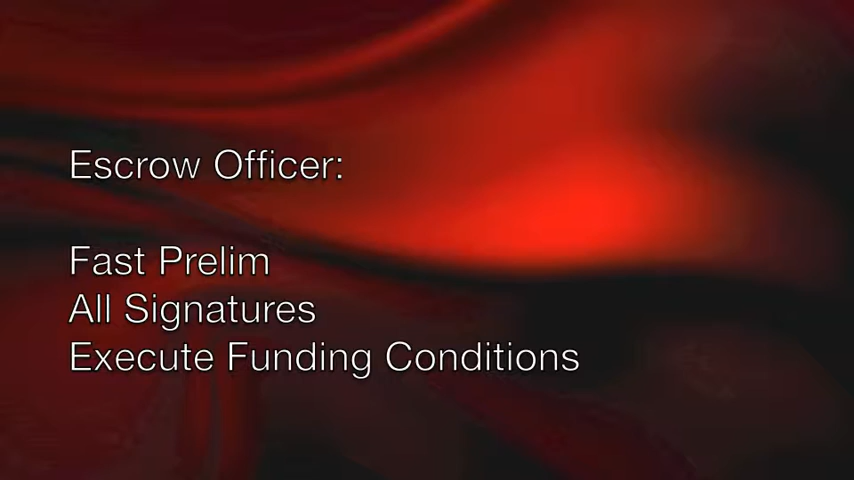 Escrow Officer:
Fast Prelim
All Signatures
Execute Funding Conditions